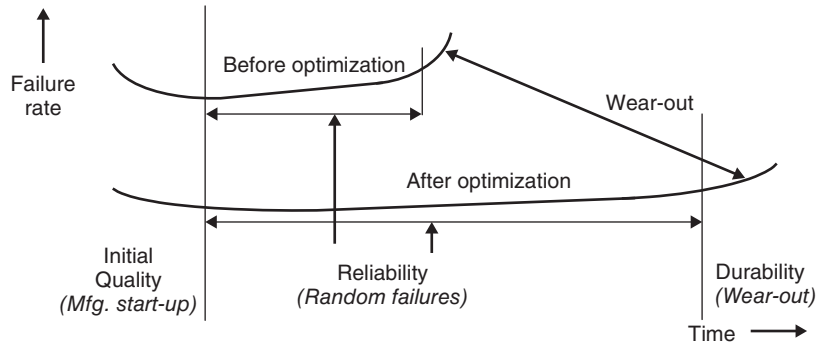 Failure
rate
Before optimization
Wear-out
After optimization
Initial
Quality
(Mfg. start-up)
Reliability
(Random failures)
Durability
(Wear-out)
Time